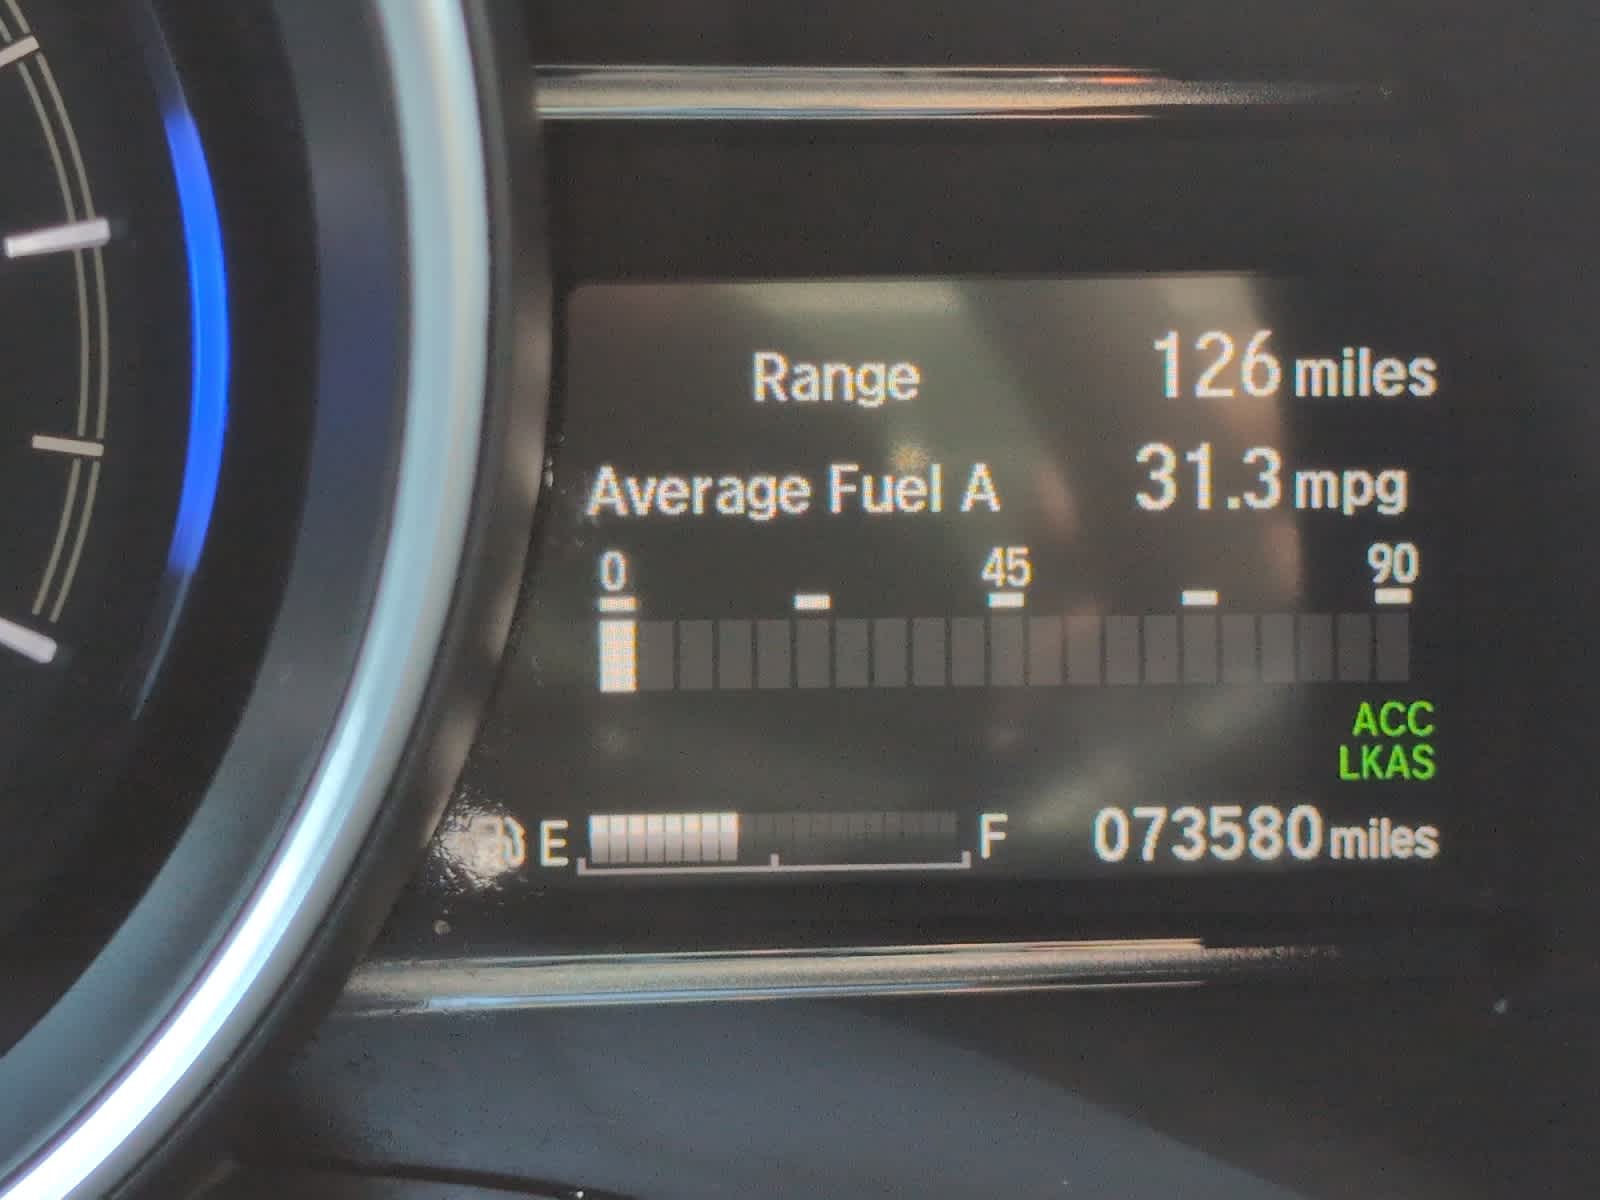 Range 126 miles
Average Fuel A 31.3 mpg
0 45 90
ACC
LKAS
E F 073580 miles